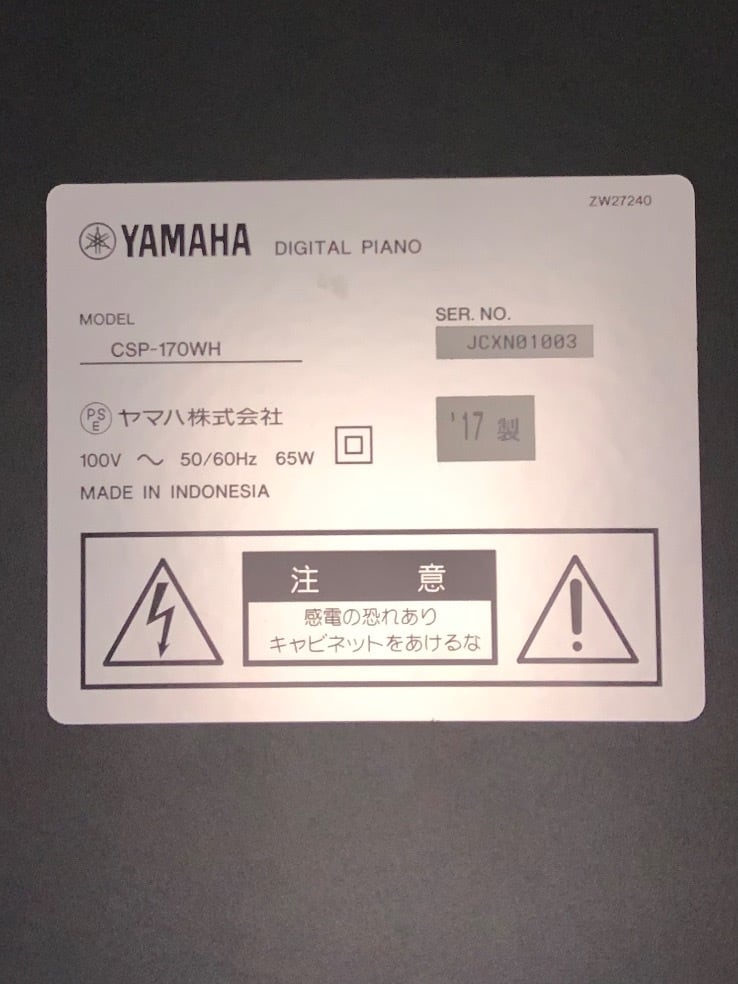 ZW27240
YAMAHA DIGITAL PIANO
MODEL
CSP-170WH
SER. NO.
JCXN01003
PSE ヤマハ株式会社
'17 製
100V ～ 50/60Hz 65W
MADE IN INDONESIA
注 意
感電の恐れあり
キャビネットをあけるな